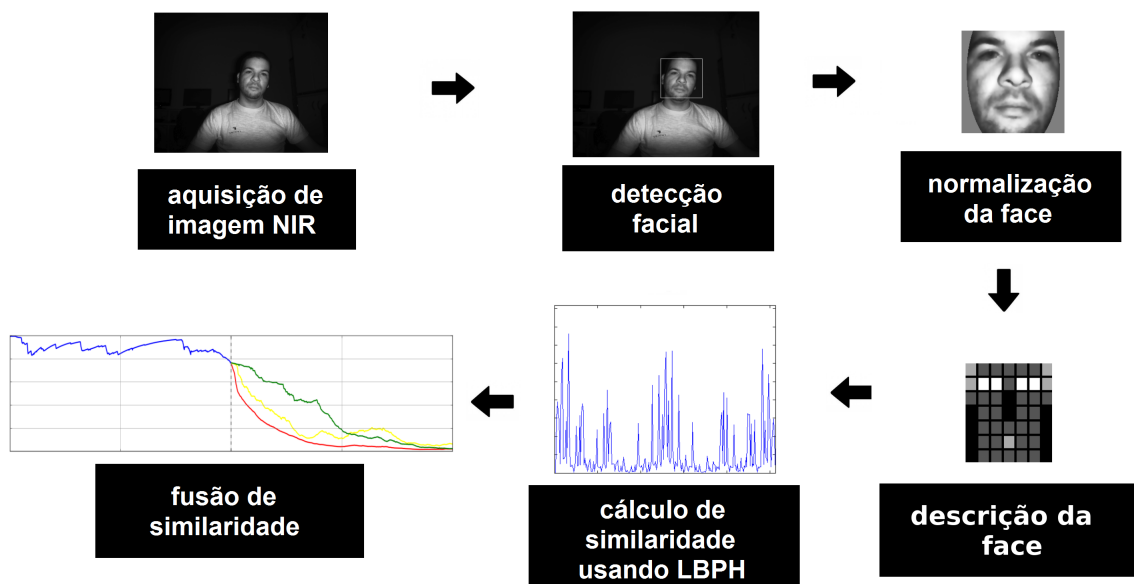 aquisição de
imagem NIR
detecção
facial
normalização
da face
descrição da
face
cálculo de
similaridade
usando LBPH
fusão de
similaridade